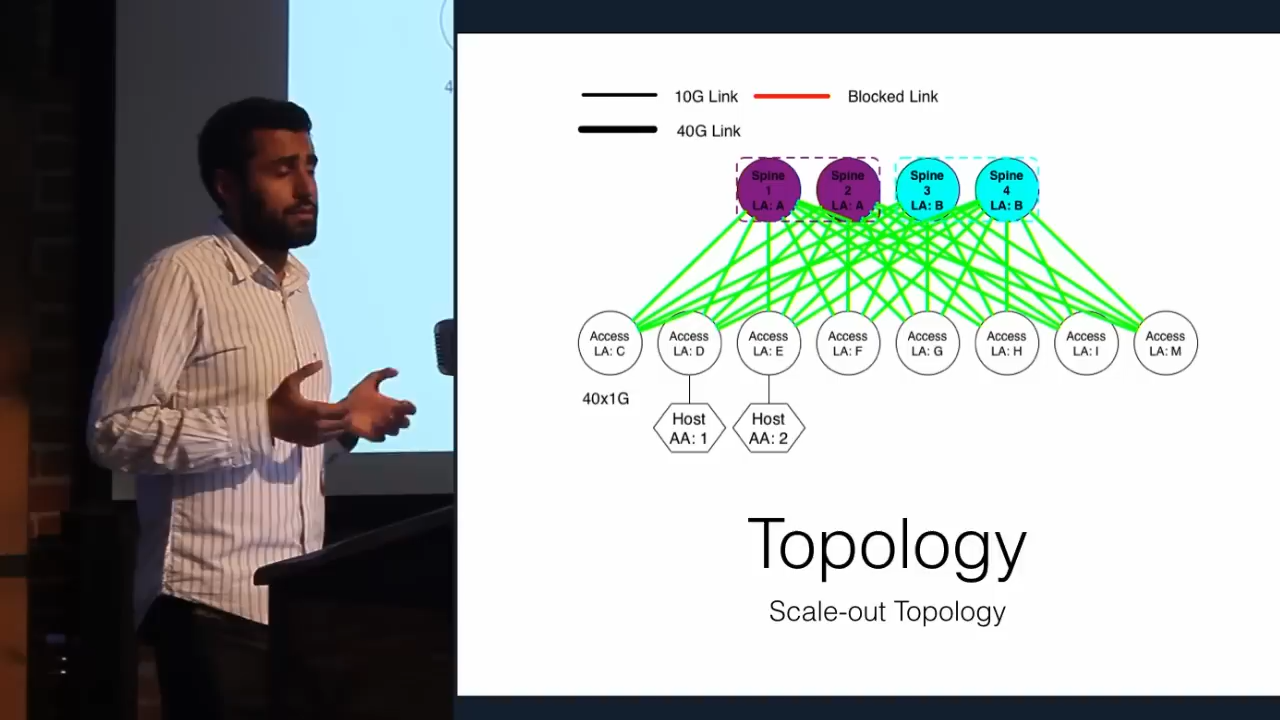 10G Link
Blocked Link
40G Link
Spine
1
LA: A
Spine
2
LA: A
Spine
3
LA: B
Spine
4
LA: B
Access
LA: C
Access
LA: D
Access
LA: E
Access
LA: F
Access
LA: G
Access
LA: H
Access
LA: I
Access
LA: M
40x1G
Host
AA: 1
Host
AA: 2
Topology
Scale-out Topology
4